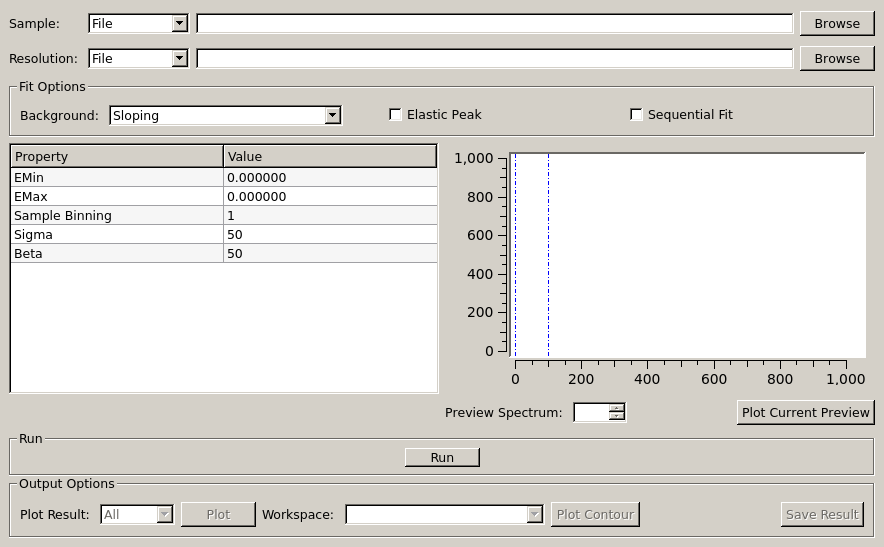 Sample: File Browse
Resolution: File Browse
Fit Options
Background: Sloping Elastic Peak Sequential Fit
Property Value
EMin 0.000000
EMax 0.000000
Sample Binning 1
Sigma 50
Beta 50
1,000
800
600
400
200
0
0 200 400 600 800 1,000
Preview Spectrum: Plot Current Preview
Run
Run
Output Options
Plot Result: All Plot Workspace: Plot Contour Save Result